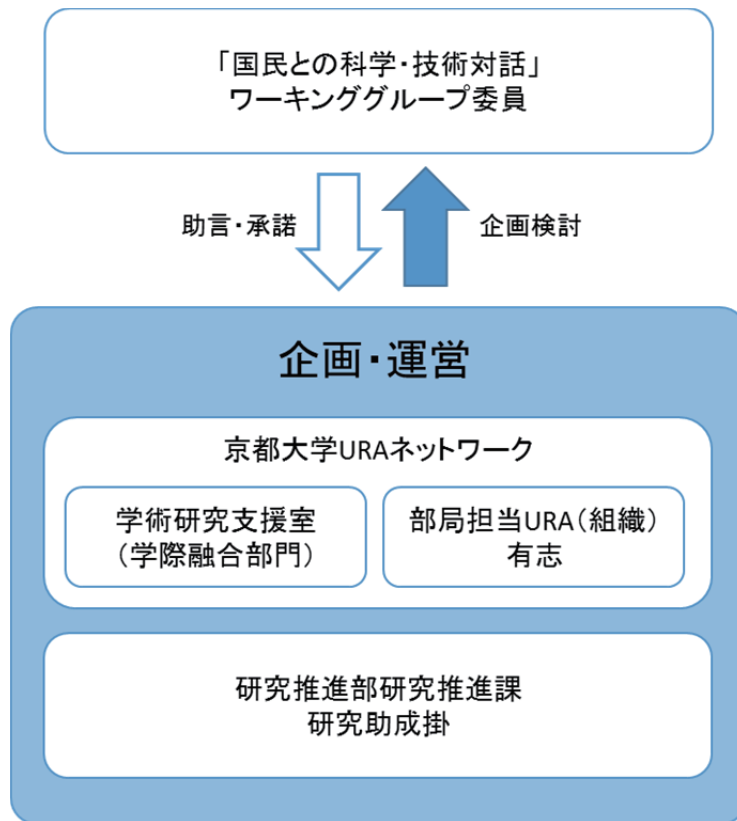 「国民との科学・技術対話」
ワーキンググループ委員
助言・承諾
企画検討
企画・運営
京都大学URAネットワーク
学術研究支援室
（学際融合部門）
部局担当URA（組織）
有志
研究推進部研究推進課
研究助成掛